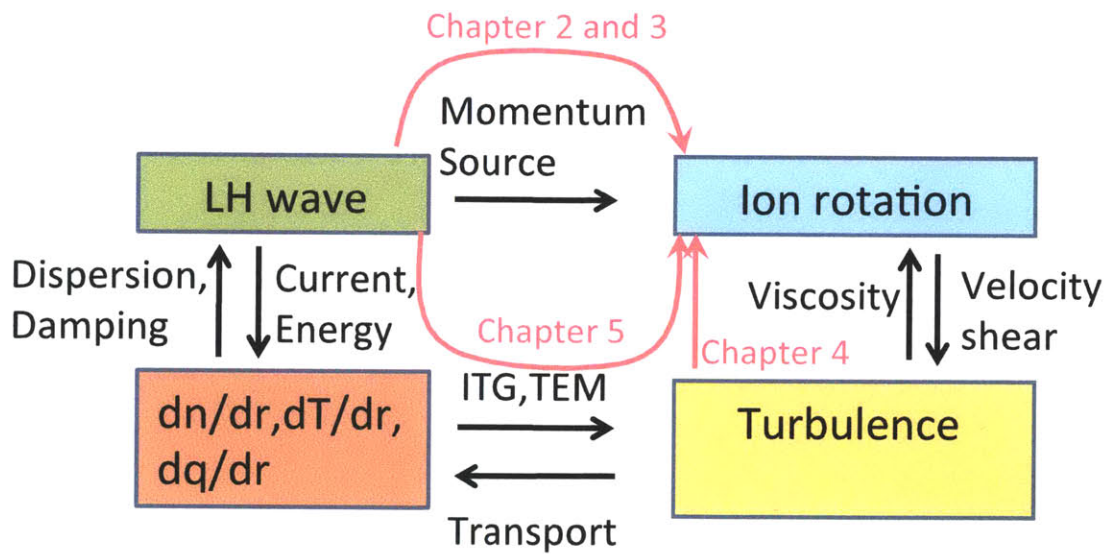 Chapter 2 and 3
Momentum
Source
LH wave
Ion rotation
Dispersion,
Damping
Current,
Energy
Viscosity
Velocity
shear
Chapter 5
Chapter 4
ITG,TEM
dn/dr,dT/dr,
dq/dr
Turbulence
Transport